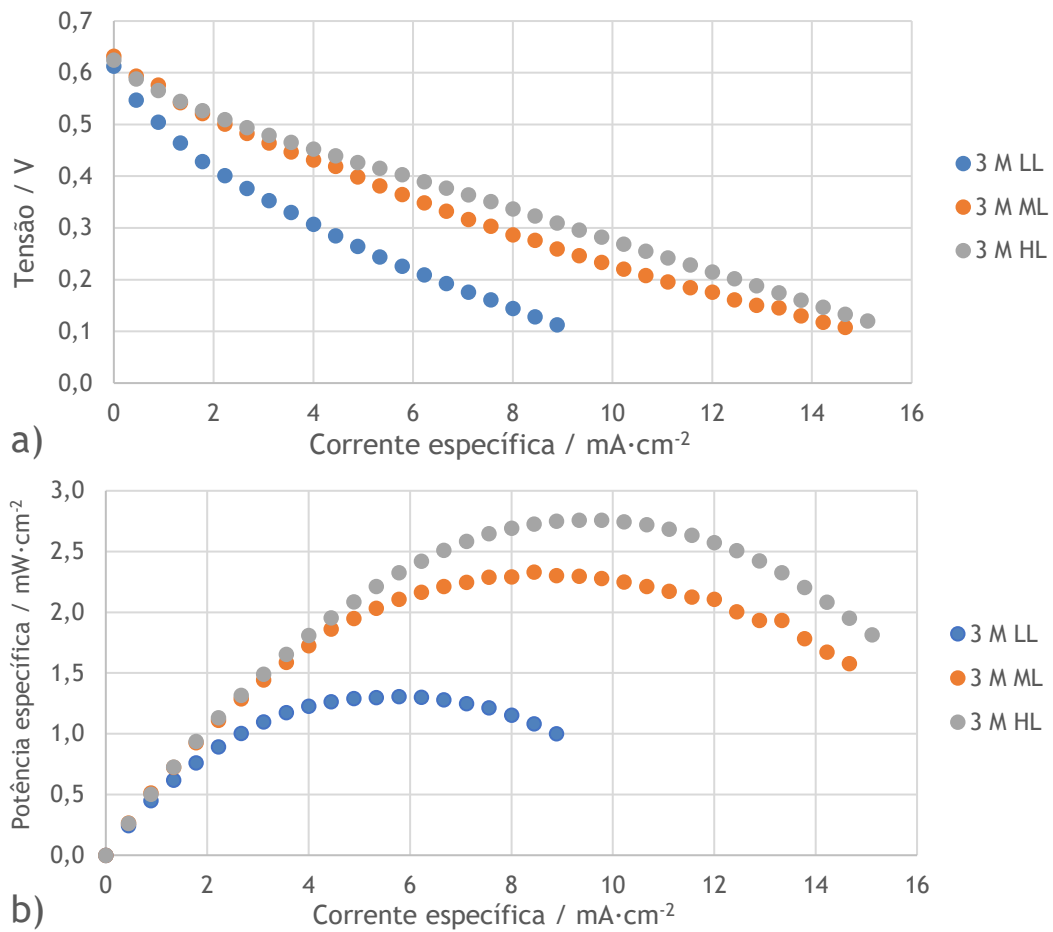 0,7
0,6
0,5
0,4
0,3
0,2
0,1
0,0
Tensão / V
0 2 4 6 8 10 12 14 16
Corrente específica / mA·cm-2
3 M LL
3 M ML
3 M HL
a)
3,0
2,5
2,0
1,5
1,0
0,5
0,0
Potência específica / mW·cm-2
0 2 4 6 8 10 12 14 16
Corrente específica / mA·cm-2
3 M LL
3 M ML
3 M HL
b)